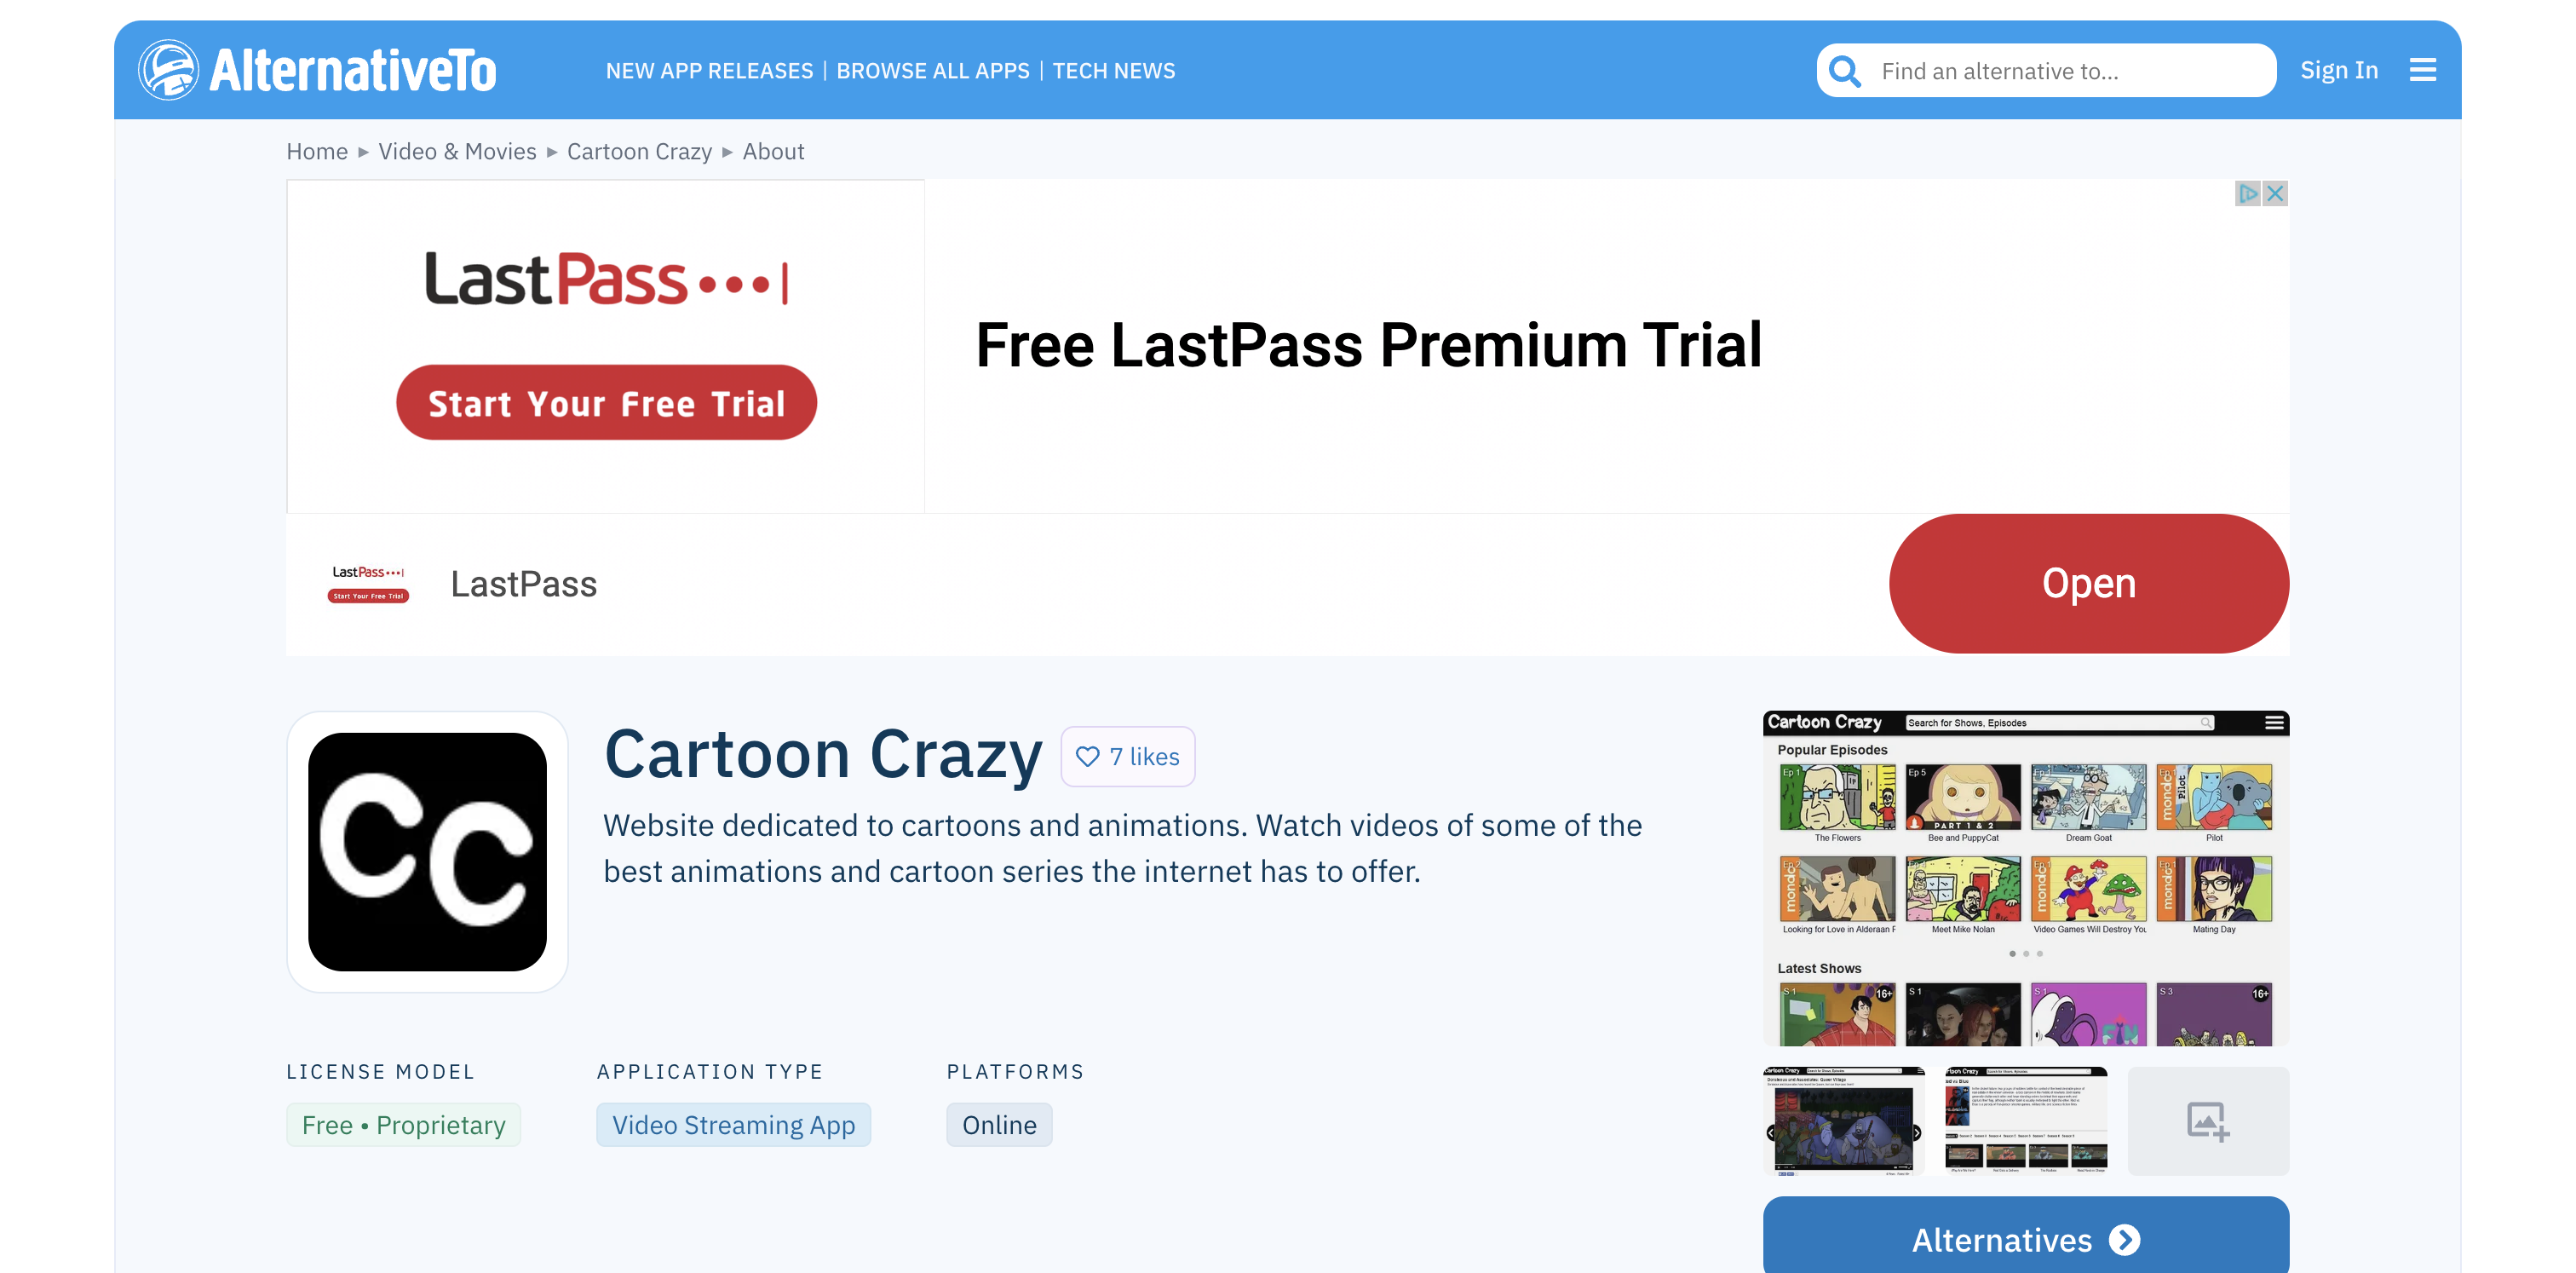 AlternativeTo
NEW APP RELEASES | BROWSE ALL APPS | TECH NEWS
Find an alternative to...
Sign In
Home ▸ Video & Movies ▸ Cartoon Crazy ▸ About
LastPass •••|
Start Your Free Trial
Free LastPass Premium Trial
LastPass •••|
Start Your Free Trial
LastPass
Open
CC
Cartoon Crazy
7 likes
Website dedicated to cartoons and animations. Watch videos of some of the
best animations and cartoon series the internet has to offer.
LICENSE MODEL
Free • Proprietary
APPLICATION TYPE
Video Streaming App
PLATFORMS
Online
Cartoon Crazy
Search for Shows, Episodes
Popular Episodes
Ep 1
Ep 5
PART 1 & 2
mondo
Pilot
The Flowers
Bee and PuppyCat
Dream Goat
Pilot
Ep 2
mondo
mondo
Ep 1
mondo
Looking for Love in Alderaan
Meet Mike Nolan
Video Games Will Destroy You
Mating Day
Latest Shows
S 1
16+
S 1
S 1
S 3
16+
Alternatives